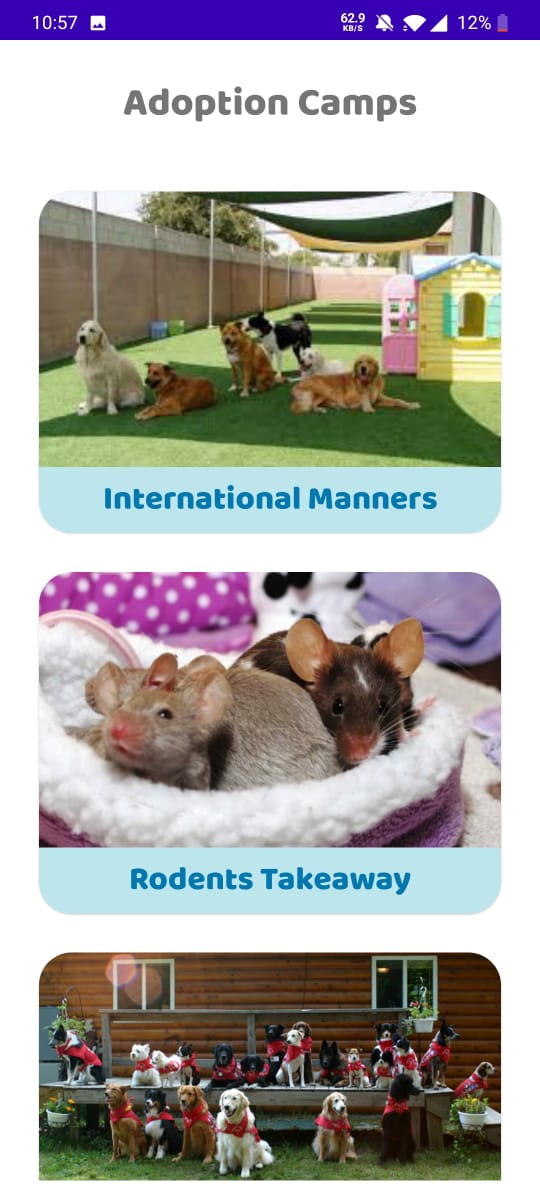 10:57
62.9
KB/S
12%
Adoption Camps
International Manners
Rodents Takeaway